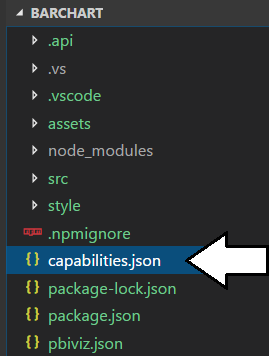 BARCHART
.api
.vs
.vscode
assets
node_modules
src
style
.npmignore
capabilities.json
package-lock.json
package.json
pbiviz.json